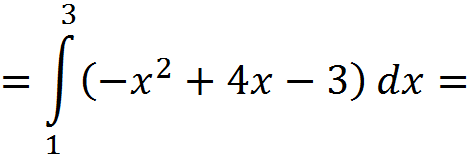 = ∫₁³ (−x² + 4x − 3) dx =